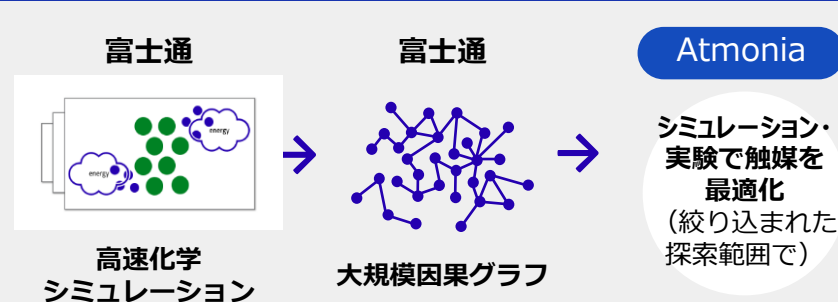 富士通
energy
energy
高速化学
シミュレーション
富士通
大規模因果グラフ
Atmonia
シミュレーション・
実験で触媒を
最適化
（絞り込まれた
探索範囲で）